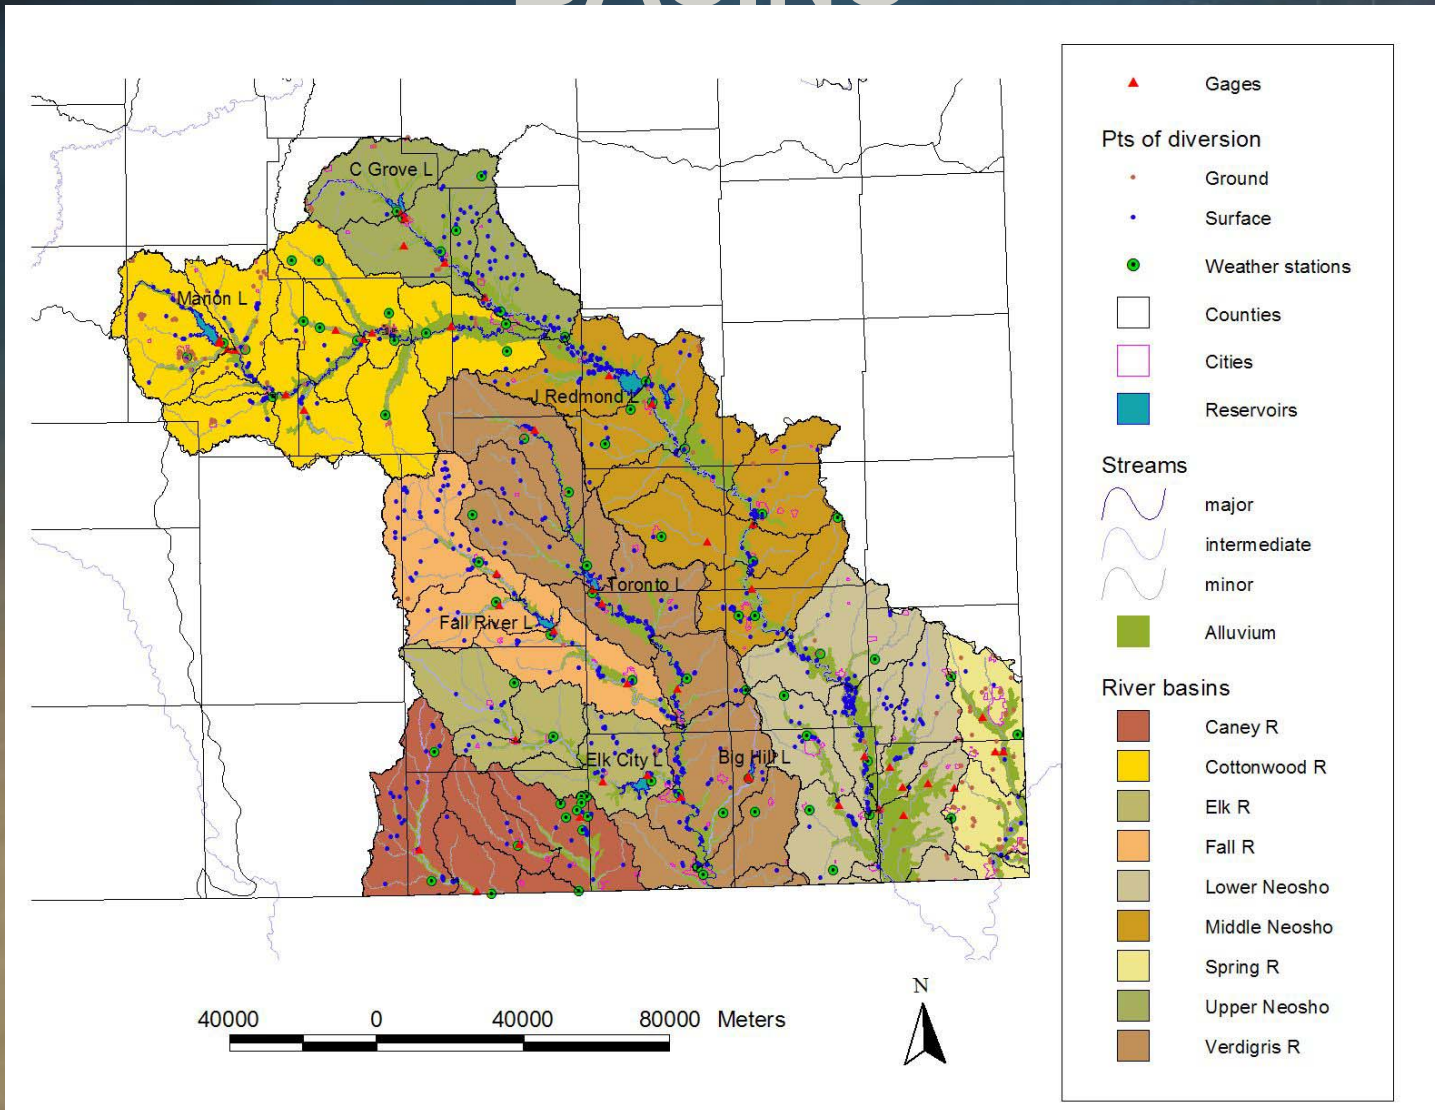 C Grove L
Marion L
J Redmond L
Toronto L
Fall River L
Elk City L
Big Hill L
40000 0 40000 80000 Meters
N
Gages
Pts of diversion
Ground
Surface
Weather stations
Counties
Cities
Reservoirs
Streams
major
intermediate
minor
Alluvium
River basins
Caney R
Cottonwood R
Elk R
Fall R
Lower Neosho
Middle Neosho
Spring R
Upper Neosho
Verdigris R